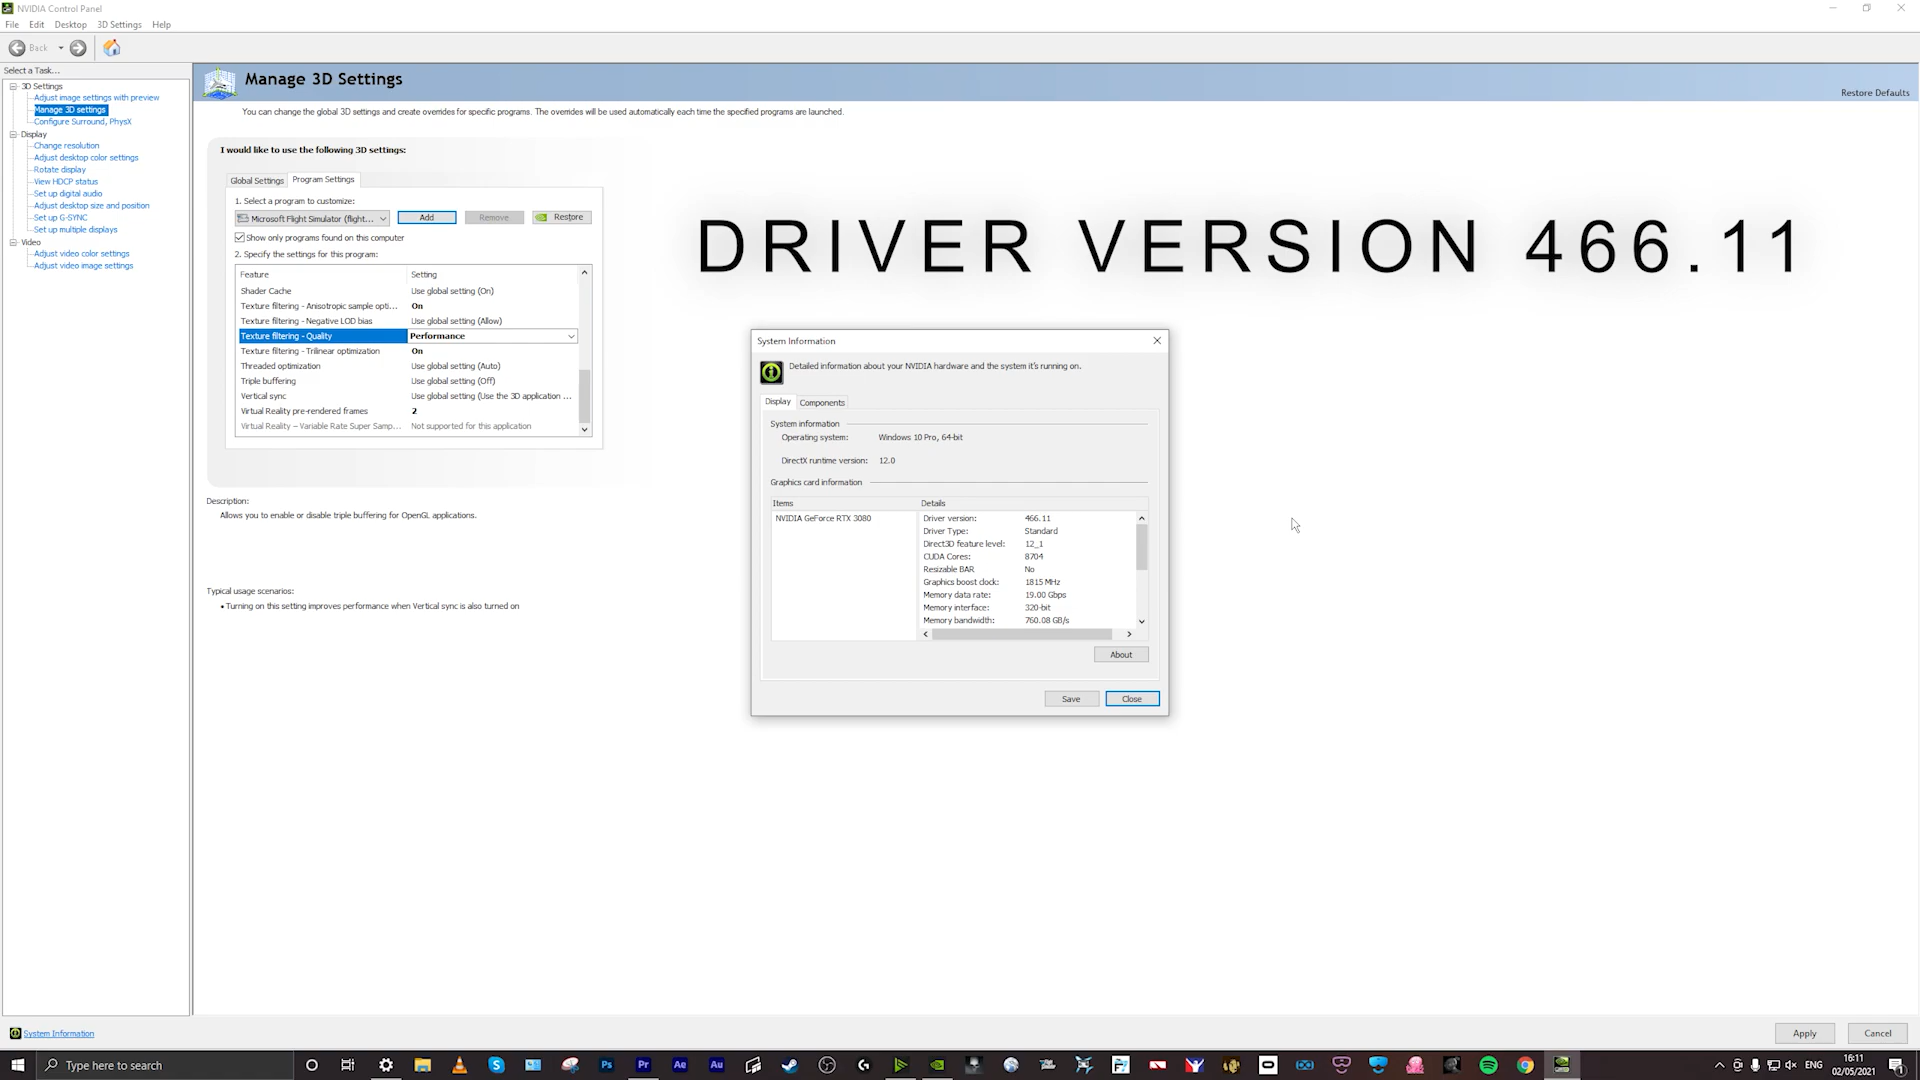 NVIDIA Control Panel
File Edit Desktop 3D Settings Help
Back
Select a Task...
3D Settings
Adjust image settings with preview
Manage 3D settings
Configure Surround, PhysX
Display
Change resolution
Adjust desktop color settings
Rotate display
View HDCP status
Set up digital audio
Adjust desktop size and position
Set up G-SYNC
Set up multiple displays
Video
Adjust video color settings
Adjust video image settings
System Information
Manage 3D Settings
Restore Defaults
You can change the global 3D settings and create overrides for specific programs. The overrides will be used automatically each time the specified programs are launched.
I would like to use the following 3D settings:
Global Settings Program Settings
1. Select a program to customize:
Microsoft Flight Simulator (flight... Add Remove Restore
Show only programs found on this computer
2. Specify the settings for this program:
Feature Setting
Shader Cache Use global setting (On)
Texture filtering - Anisotropic sample opti... On
Texture filtering - Negative LOD bias Use global setting (Allow)
Texture filtering - Quality Performance
Texture filtering - Trilinear optimization On
Threaded optimization Use global setting (Auto)
Triple buffering Use global setting (Off)
Vertical sync Use global setting (Use the 3D application ...
Virtual Reality pre-rendered frames 2
Virtual Reality – Variable Rate Super Samp... Not supported for this application
Description:
Allows you to enable or disable triple buffering for OpenGL applications.
Typical usage scenarios:
• Turning on this setting improves performance when Vertical sync is also turned on
DRIVER VERSION 466.11
System Information
Detailed information about your NVIDIA hardware and the system it's running on.
Display Components
System information
Operating system: Windows 10 Pro, 64-bit
DirectX runtime version: 12.0
Graphics card information
Items Details
NVIDIA GeForce RTX 3080 Driver version: 466.11
Driver Type: Standard
Direct3D feature level: 12_1
CUDA Cores: 8704
Resizable BAR No
Graphics boost clock: 1815 MHz
Memory data rate: 19.00 Gbps
Memory interface: 320-bit
Memory bandwidth: 760.08 GB/s
About
Save Close
Apply Cancel
Type here to search
Ps Pr Ae Au
ENG
16:11
02/05/2021